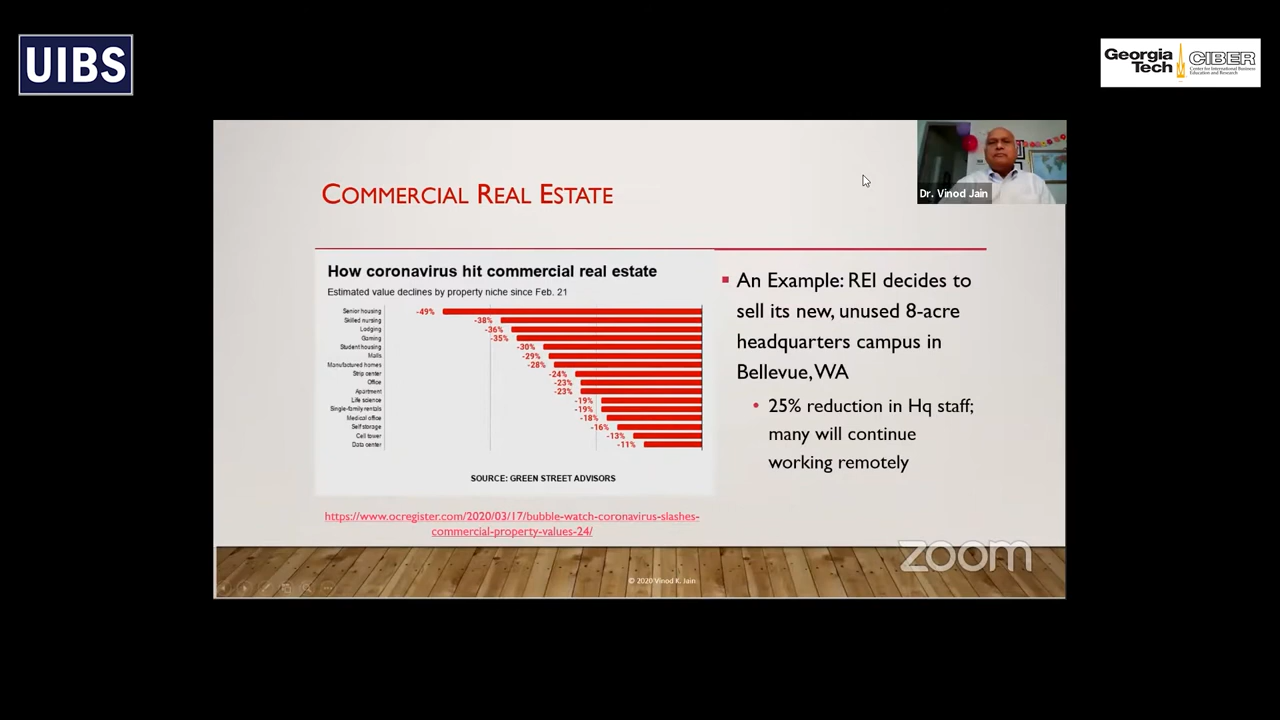 UIBS
Georgia
Tech
CIBER
Center for International Business
Education and Research
Dr. Vinod Jain
COMMERCIAL REAL ESTATE
How coronavirus hit commercial real estate
Estimated value declines by property niche since Feb. 21
Senior housing -49%
Skilled nursing -38%
Lodging -36%
Gaming -35%
Student housing -30%
Malls -29%
Manufactured homes -28%
Strip center -24%
Office -23%
Apartment -23%
Life science -19%
Single-family rentals -19%
Medical office -18%
Self storage -16%
Cell tower -13%
Data center -11%
SOURCE: GREEN STREET ADVISORS
https://www.ocregister.com/2020/03/17/bubble-watch-coronavirus-slashes-
commercial-property-values-24/
An Example: REI decides to
sell its new, unused 8-acre
headquarters campus in
Bellevue, WA
25% reduction in Hq staff;
many will continue
working remotely
zoom
© 2020 Vinod K. Jain